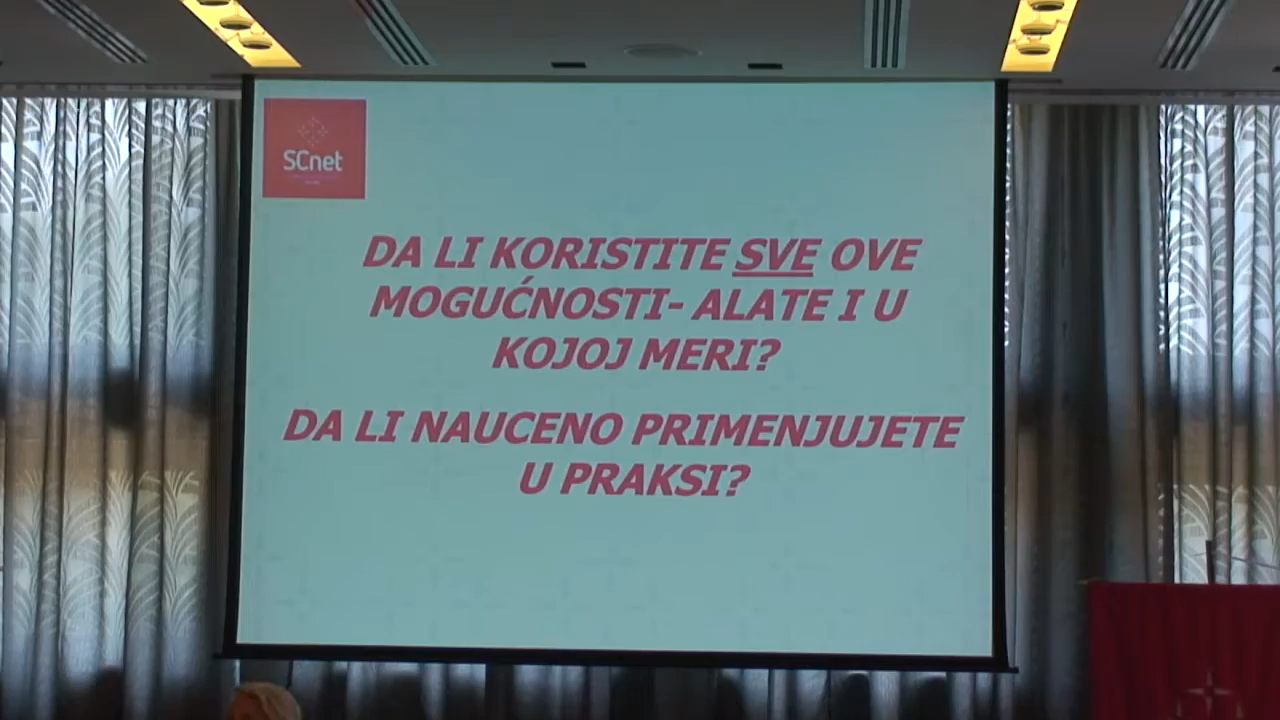 SCnet
DA LI KORISTITE SVE OVE
MOGUĆNOSTI- ALATE I U
KOJOJ MERI?
DA LI NAUCENO PRIMENJUJETE
U PRAKSI?